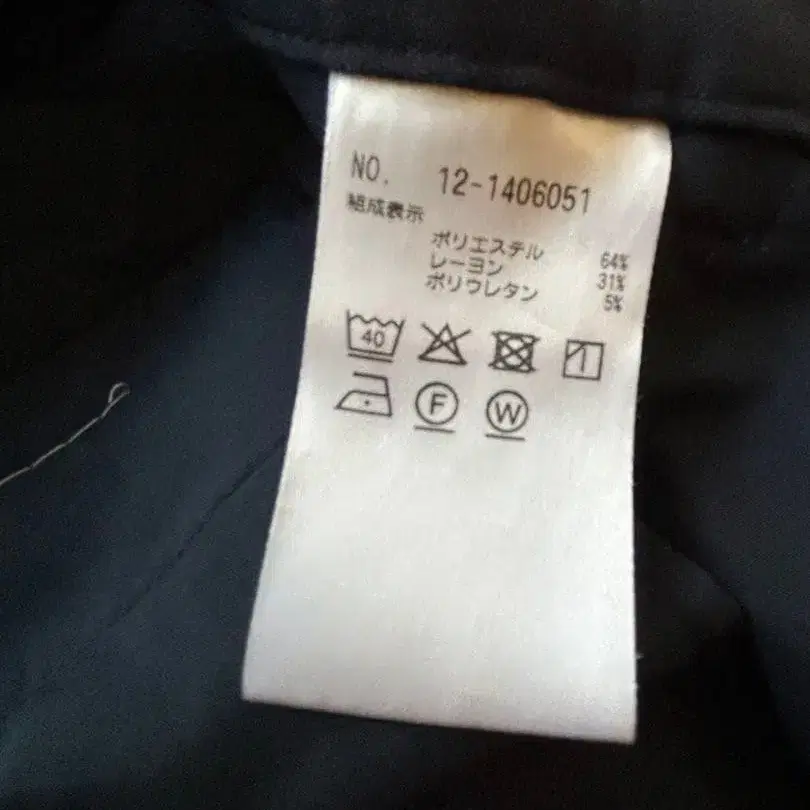 NO. 12-1406051
組成表示
ポリエステル 64%
レーヨン 31%
ポリウレタン 5%
40
F W